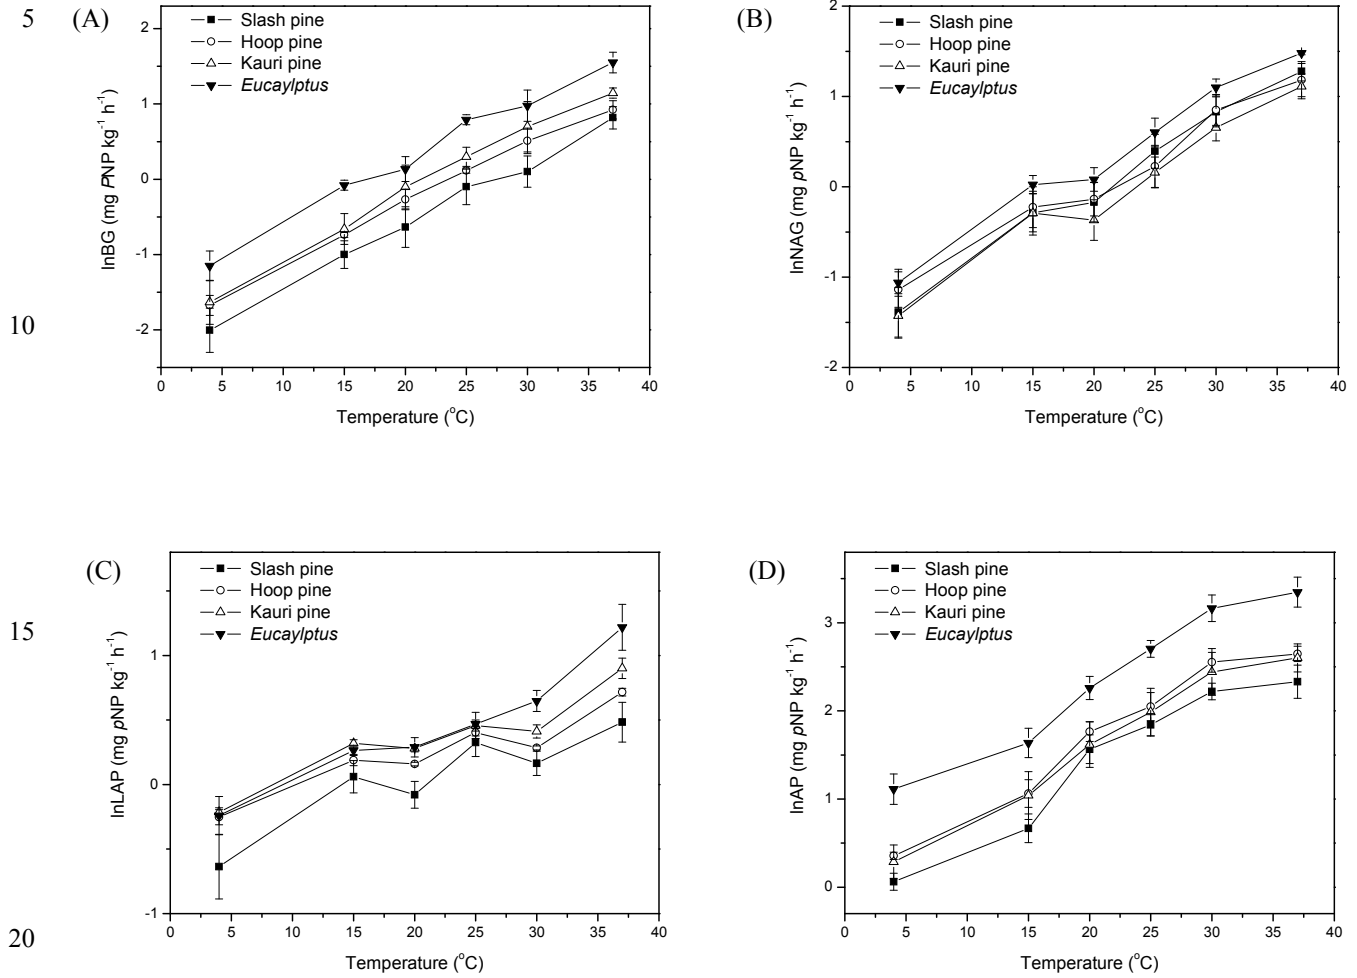 5
(A)
Slash pine
Hoop pine
Kauri pine
Eucaylptus
lnBG (mg PNP kg-1 h-1)
2
1
0
-1
-2
0 5 10 15 20 25 30 35 40
Temperature (oC)
(B)
Slash pine
Hoop pine
Kauri pine
Eucaylptus
lnNAG (mg pNP kg-1 h-1)
2
1
0
-1
-2
0 5 10 15 20 25 30 35 40
Temperature (oC)
10
(C)
Slash pine
Hoop pine
Kauri pine
Eucaylptus
lnLAP (mg pNP kg-1 h-1)
1
0
-1
0 5 10 15 20 25 30 35 40
Temperature (oC)
(D)
Slash pine
Hoop pine
Kauri pine
Eucaylptus
lnAP (mg pNP kg-1 h-1)
3
2
1
0
0 5 10 15 20 25 30 35 40
Temperature (oC)
15
20